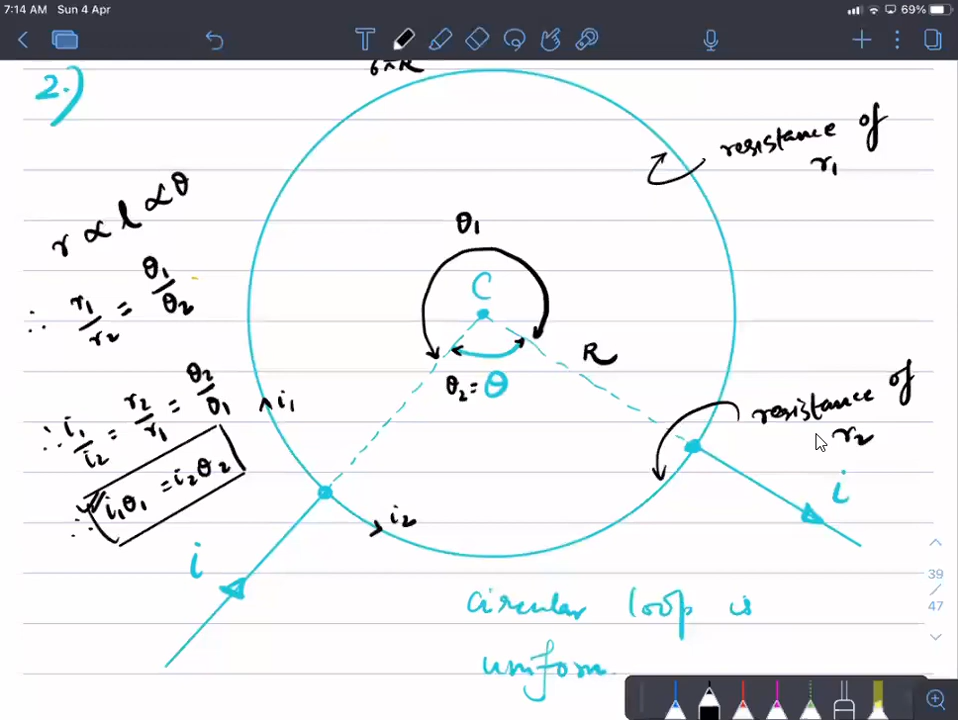 7:14 AM Sun 4 Apr
69%
T
6πR
2.)
resistance of
r₁
r ∝ l ∝ θ
θ₁
∴ r₁/r₂ = θ₁/θ₂
C
R
θ₂ = θ
resistance of
r₂
∴ i₁/i₂ = r₂/r₁ = θ₂/θ₁
i₁
∴ i₁θ₁ = i₂θ₂
i₂
i
i
circular loop is
uniform
39
/
47